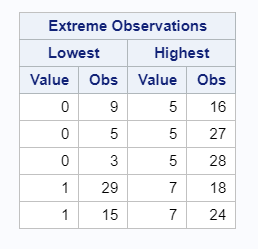 Extreme Observations
Lowest Highest
Value Obs Value Obs
0 9 5 16
0 5 5 27
0 3 5 28
1 29 7 18
1 15 7 24